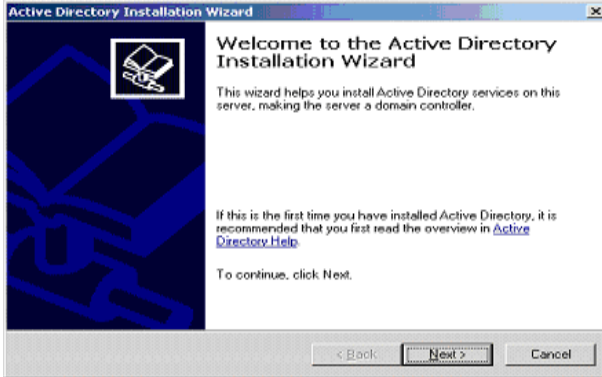 Active Directory Installation Wizard
Welcome to the Active Directory
Installation Wizard
This wizard helps you install Active Directory services on this
server, making the server a domain controller.
If this is the first time you have installed Active Directory, it is
recommended that you first read the overview in Active
Directory Help.
To continue, click Next.
< Back Next > Cancel